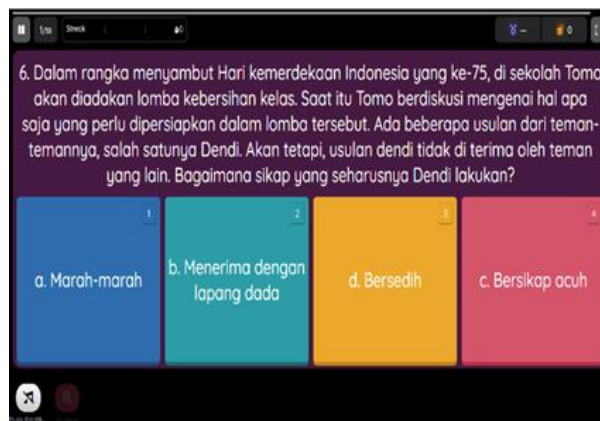 1/10 Streak 0 0
6. Dalam rangka menyambut Hari kemerdekaan Indonesia yang ke-75, di sekolah Tomo
akan diadakan lomba kebersihan kelas. Saat itu Tomo berdiskusi mengenai hal apa
saja yang perlu dipersiapkan dalam lomba tersebut. Ada beberapa usulan dari teman-
temannya, salah satunya Dendi. Akan tetapi, usulan dendi tidak di terima oleh teman
yang lain. Bagaimana sikap yang seharusnya Dendi lakukan?
1
a. Marah-marah
2
b. Menerima dengan
lapang dada
3
d. Bersedih
4
c. Bersikap acuh